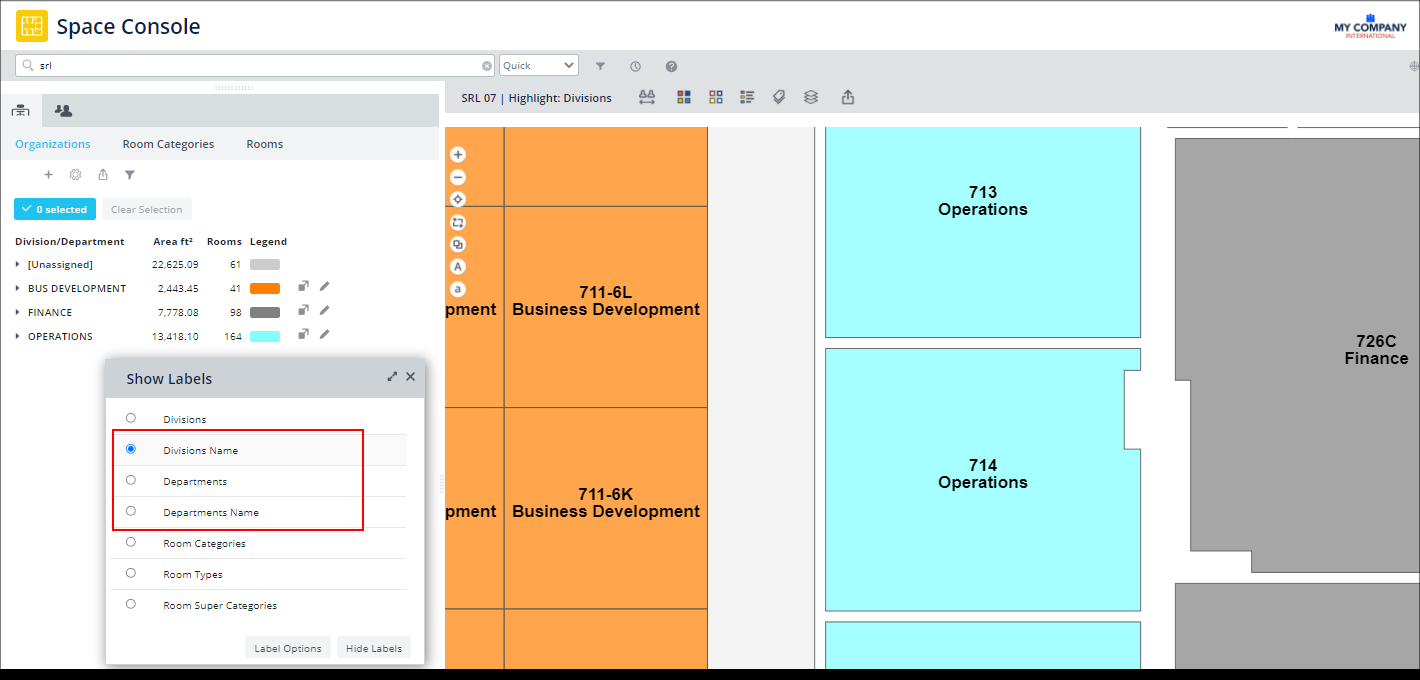 Space Console
MY COMPANY
INTERNATIONAL
srl
Quick
SRL 07 | Highlight: Divisions
Organizations
Room Categories
Rooms
0 selected
Clear Selection
Division/Department Area ft² Rooms Legend
[Unassigned] 22,625.09 61
BUS DEVELOPMENT 2,443.45 41
FINANCE 7,778.08 98
OPERATIONS 13,418.10 164
Show Labels
Divisions
Divisions Name
Departments
Departments Name
Room Categories
Room Types
Room Super Categories
Label Options
Hide Labels
A
a
pment
711-6L
Business Development
pment
711-6K
Business Development
713
Operations
714
Operations
726C
Finance